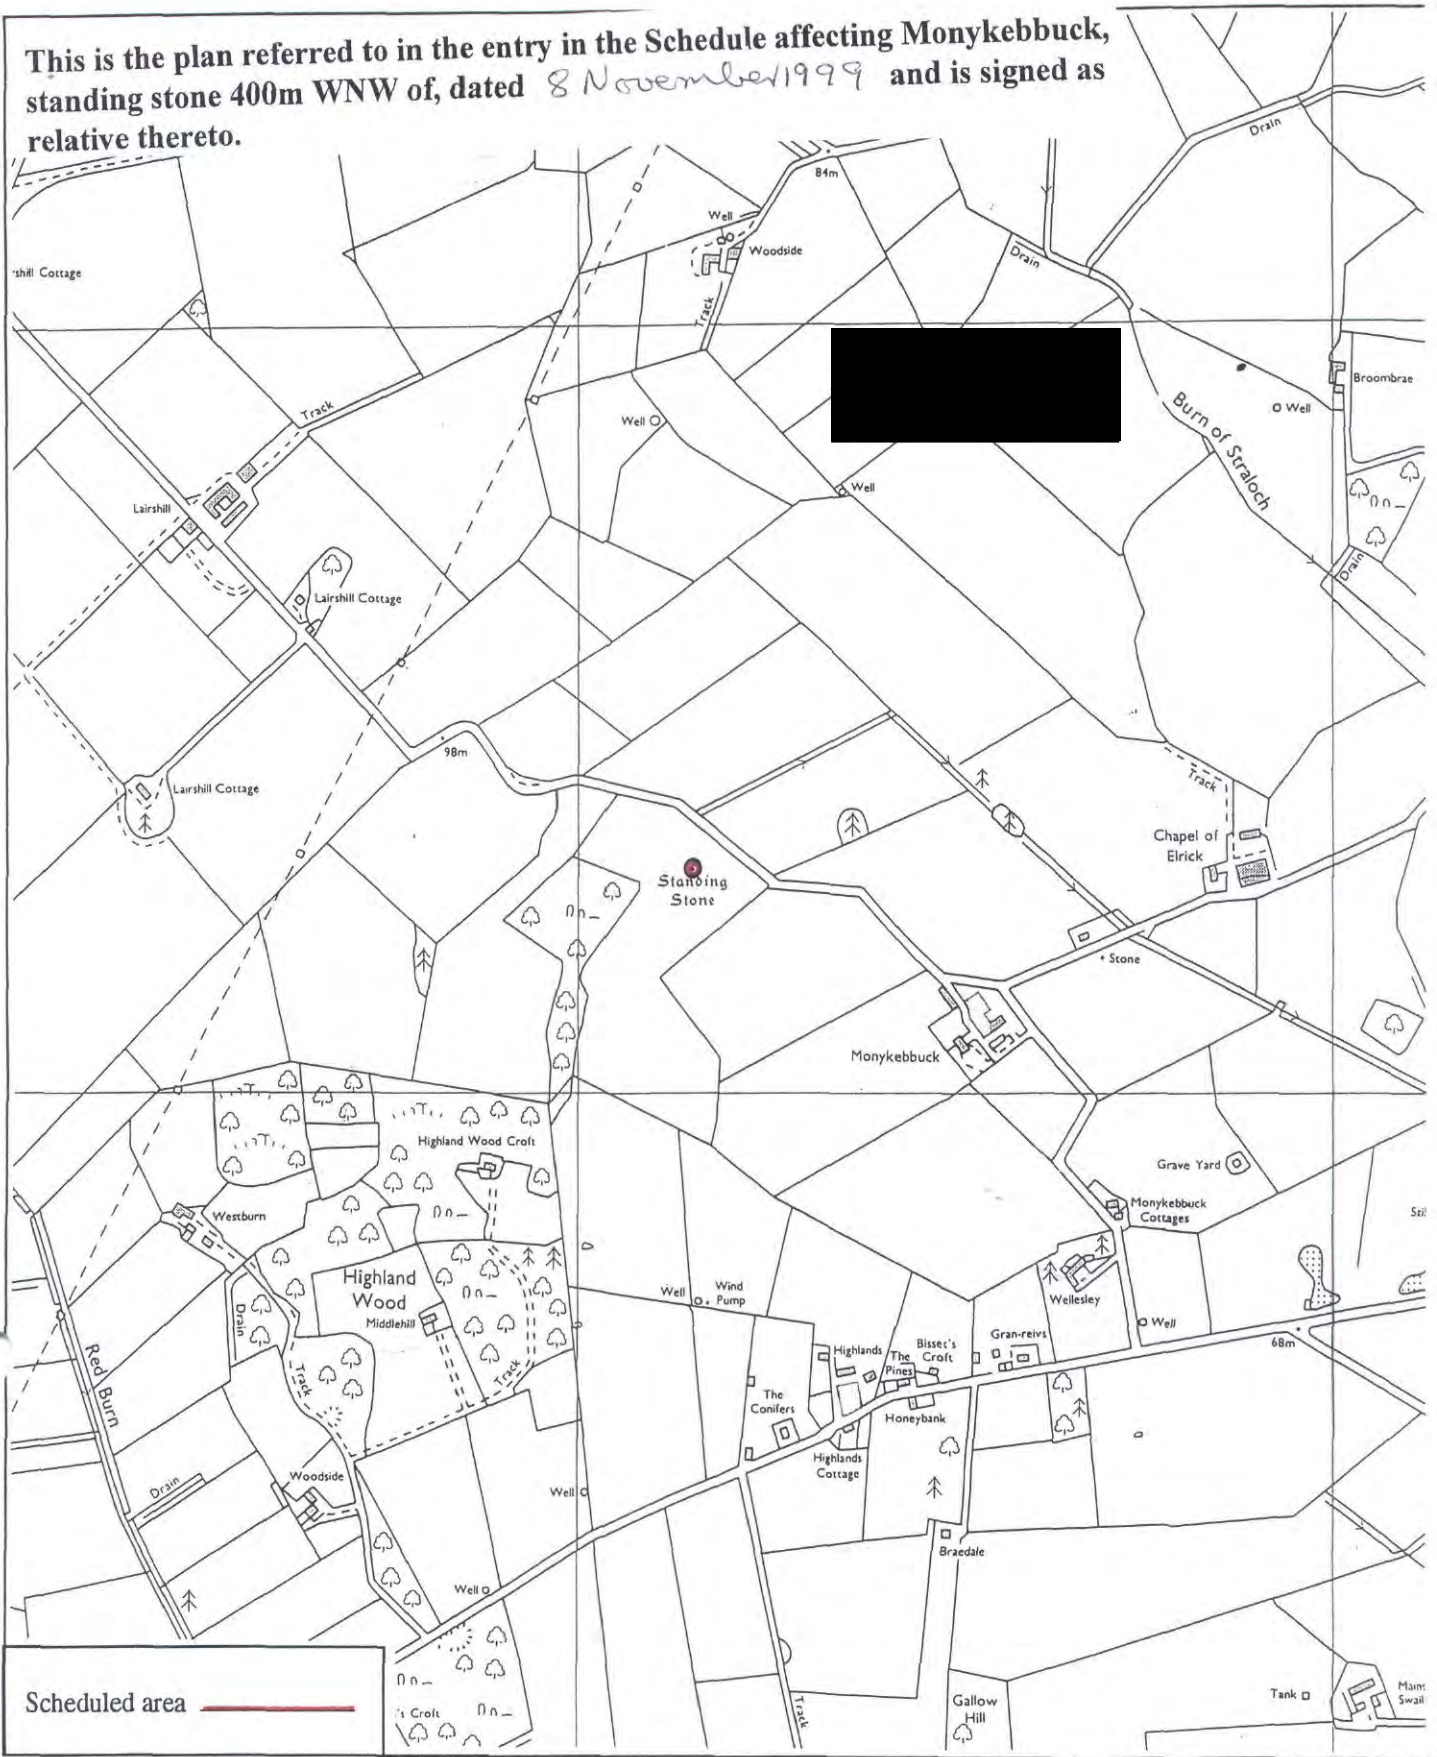 This is the plan referred to in the entry in the Schedule affecting Monykebbuck,
standing stone 400m WNW of, dated 8 November 1999 and is signed as
relative thereto.
Drain
84m
Well
Woodside
Drain
shill Cottage
Track
Broombrae
Track
Well
Well
Burn of Straloch
Well
Lairshill
Drain
Lairshill Cottage
98m
Track
Lairshill Cottage
Chapel of
Elrick
Standing
Stone
Stone
Monykebbuck
Highland Wood Croft
Grave Yard
Monykebbuck
Cottages
Westburn
Highland
Wood
Middlehill
Drain
Well
Wind
Pump
Wellesley
Well
68m
Red Burn
Track
Track
Highlands
The
Pines
Bisset's
Croft
Gran-reivs
The
Conifers
Honeybank
Highlands
Cottage
Woodside
Drain
Well
Braedale
Well
Scheduled area
's Croft
Track
Gallow
Hill
Tank
Mains
Swail